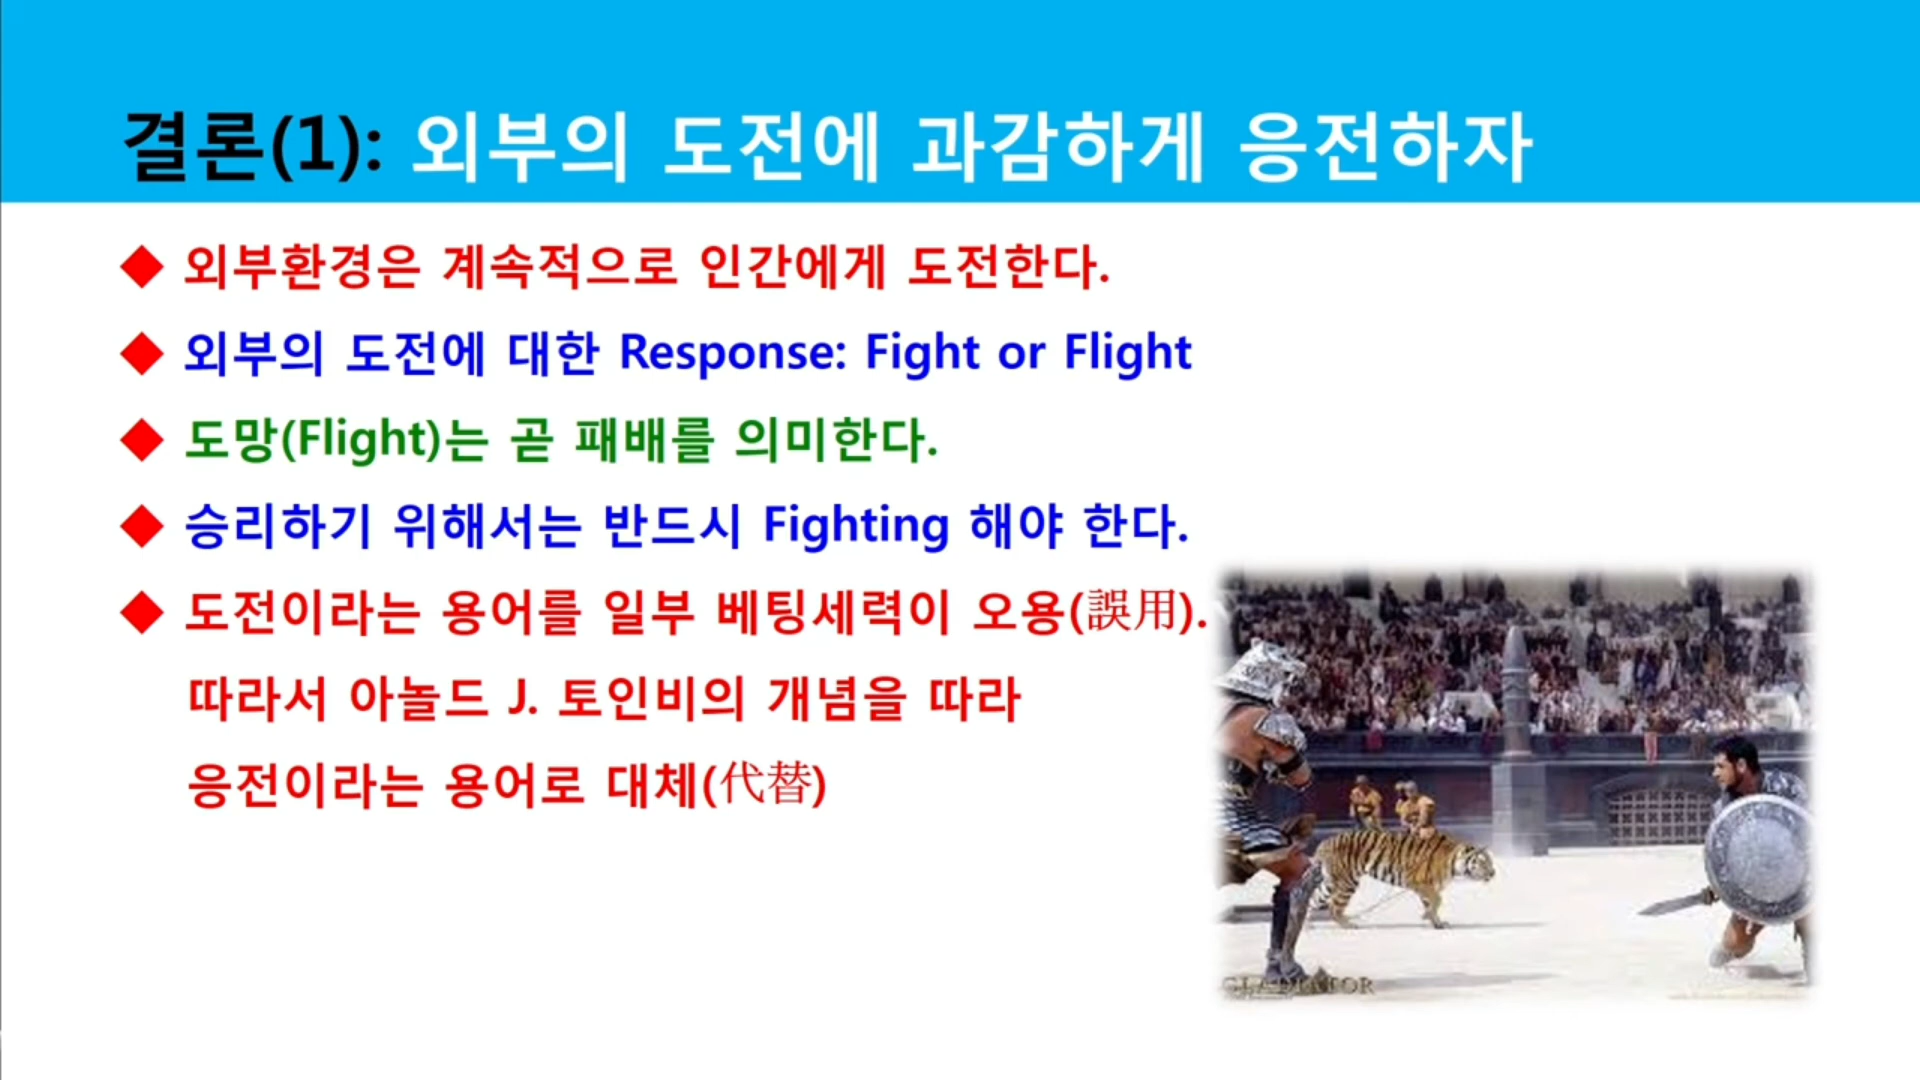 결론(1): 외부의 도전에 과감하게 응전하자
◆ 외부환경은 계속적으로 인간에게 도전한다.
◆ 외부의 도전에 대한 Response: Fight or Flight
◆ 도망(Flight)는 곧 패배를 의미한다.
◆ 승리하기 위해서는 반드시 Fighting 해야 한다.
◆ 도전이라는 용어를 일부 베팅세력이 오용(誤用).
따라서 아놀드 J. 토인비의 개념을 따라
응전이라는 용어로 대체(代替)
GLADIATOR